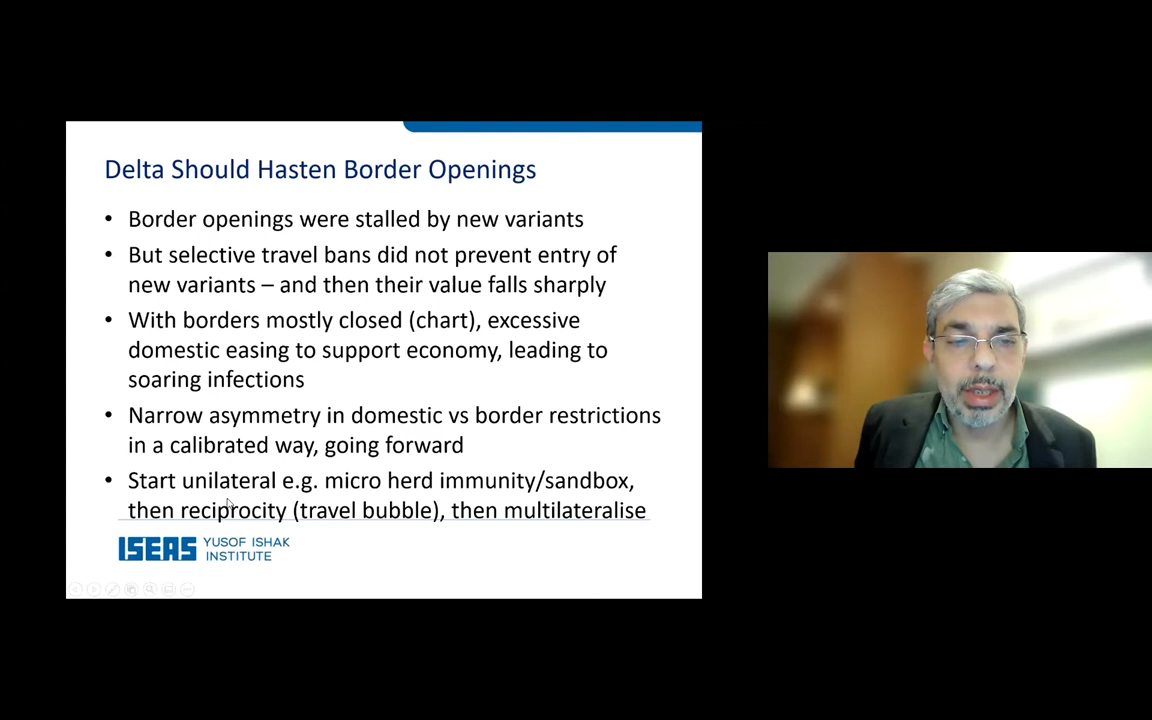 Delta Should Hasten Border Openings
• Border openings were stalled by new variants
• But selective travel bans did not prevent entry of
new variants – and then their value falls sharply
• With borders mostly closed (chart), excessive
domestic easing to support economy, leading to
soaring infections
• Narrow asymmetry in domestic vs border restrictions
in a calibrated way, going forward
• Start unilateral e.g. micro herd immunity/sandbox,
then reciprocity (travel bubble), then multilateralise
ISEAS YUSOF ISHAK
INSTITUTE